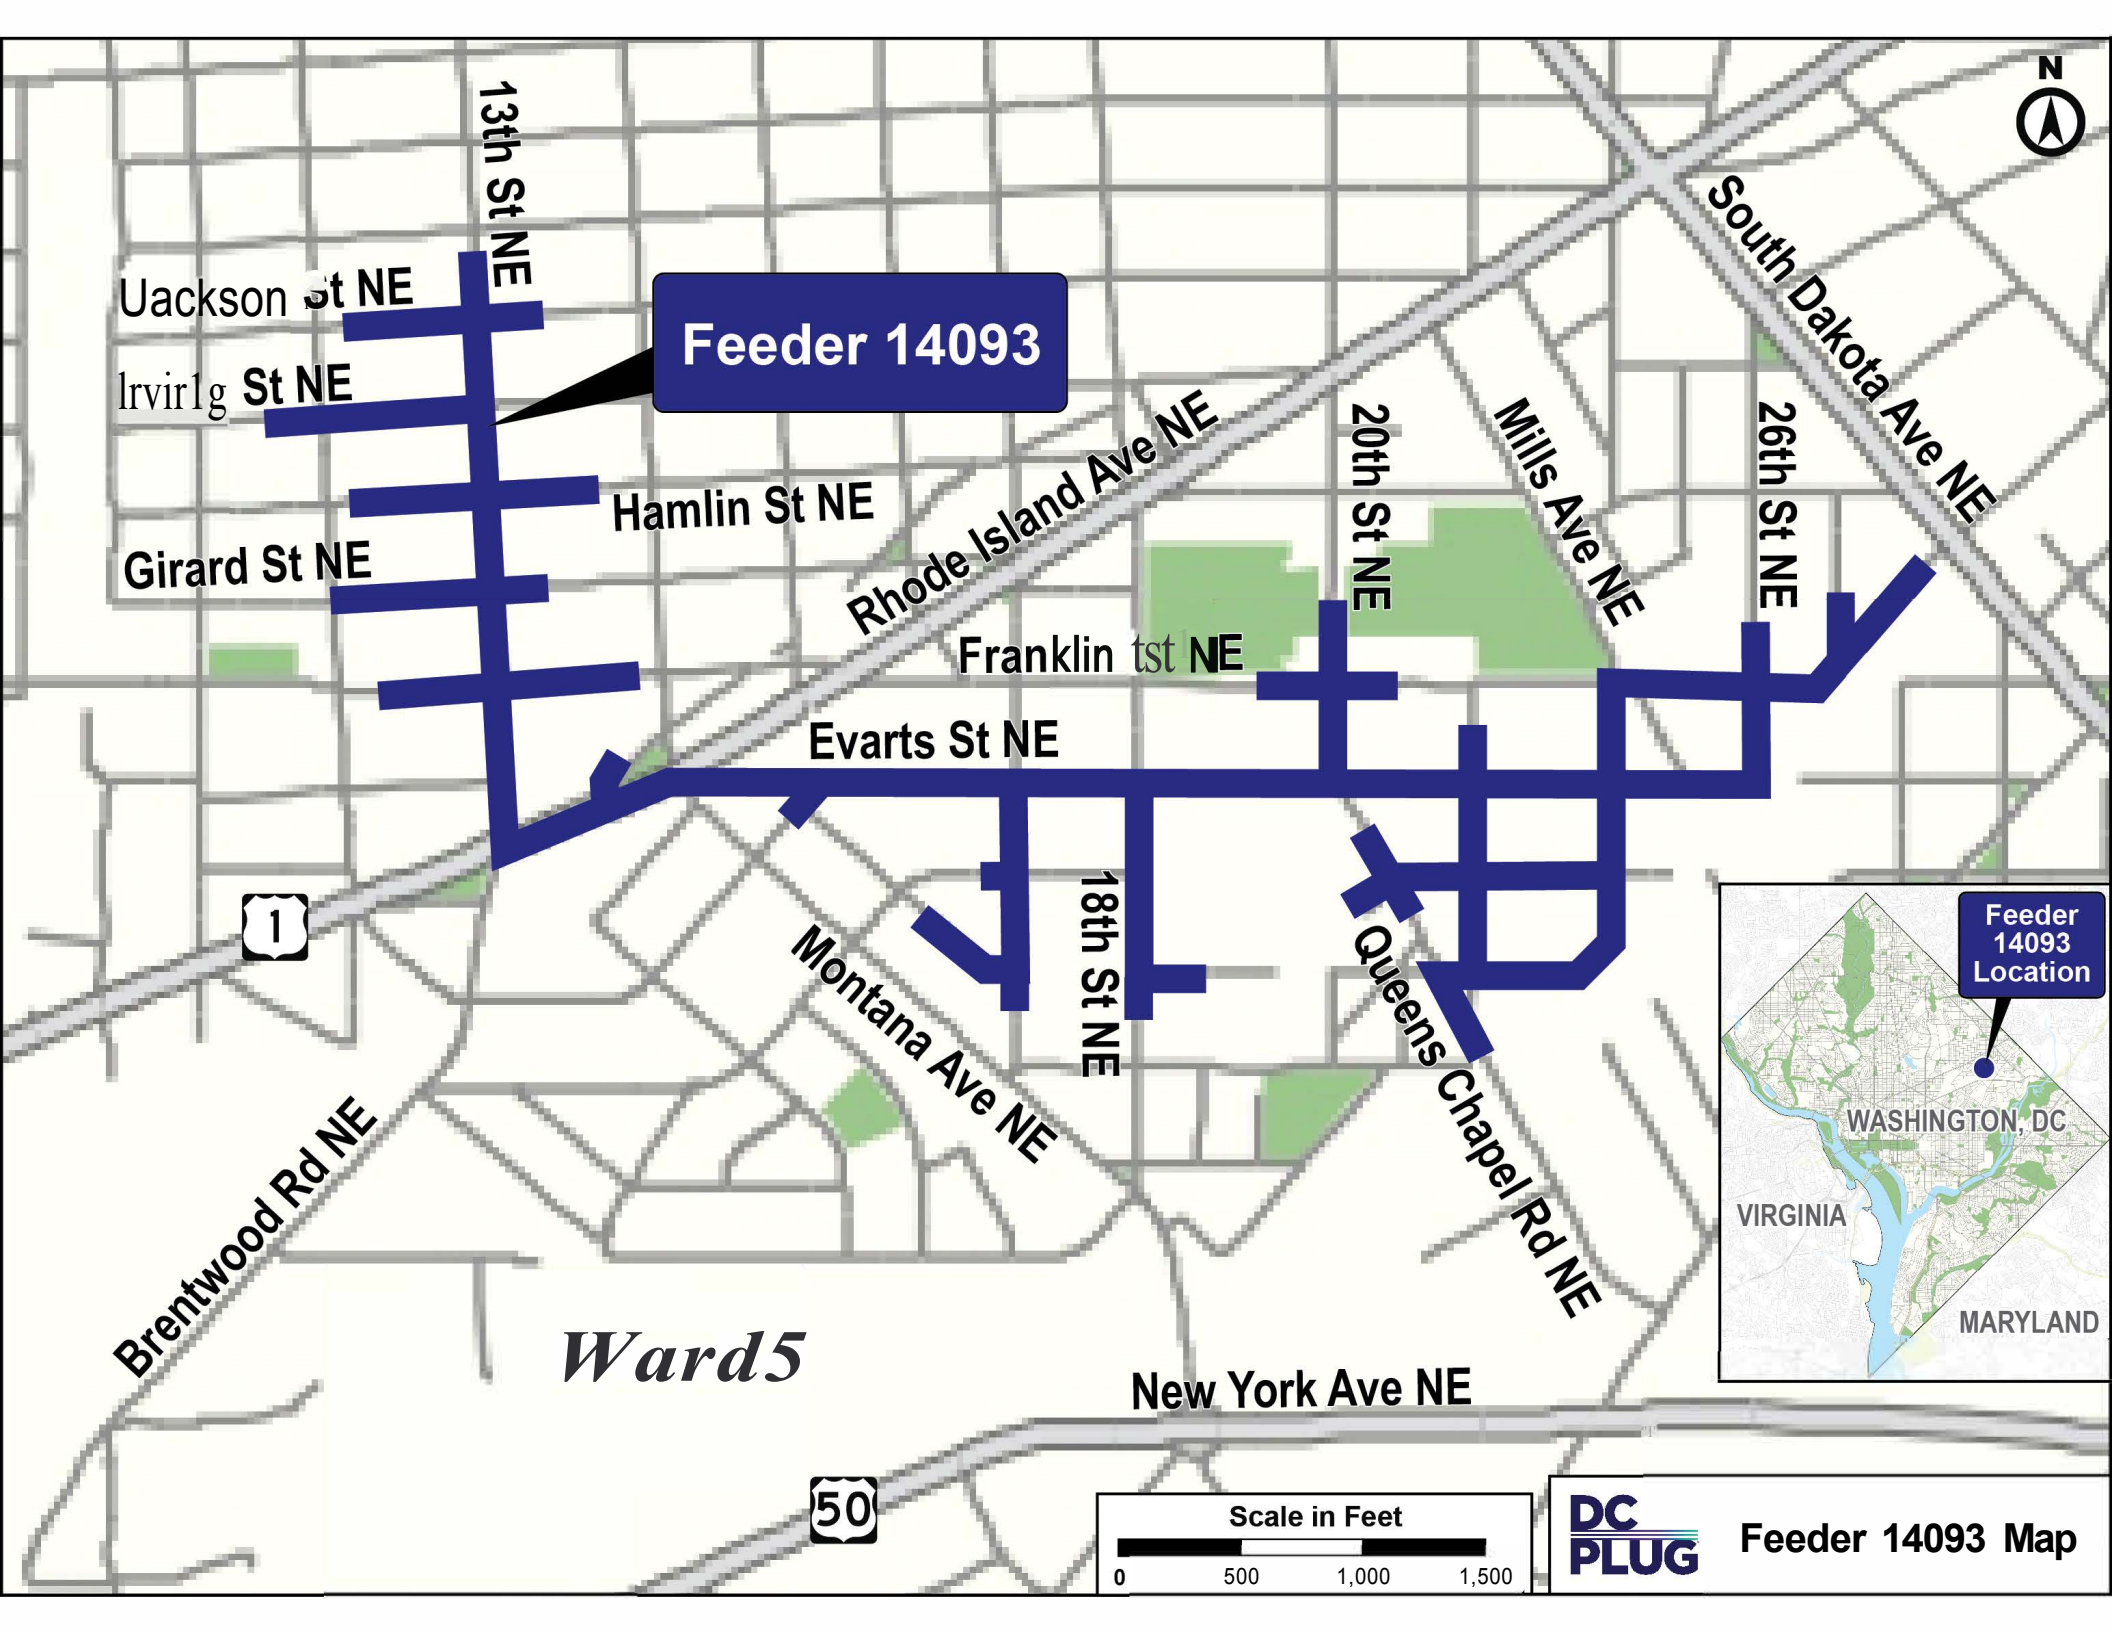 N
13th St NE
South Dakota Ave NE
Uackson St NE
Feeder 14093
lrvir1g St NE
Rhode Island Ave NE
20th St NE
Mills Ave NE
26th St NE
Hamlin St NE
Girard St NE
Franklin tst NE
Evarts St NE
1
18th St NE
Montana Ave NE
Queens Chapel Rd NE
Feeder
14093
Location
WASHINGTON, DC
VIRGINIA
MARYLAND
Brentwood Rd NE
Ward5
New York Ave NE
50
Scale in Feet
0 500 1,000 1,500
DC
PLUG
Feeder 14093 Map